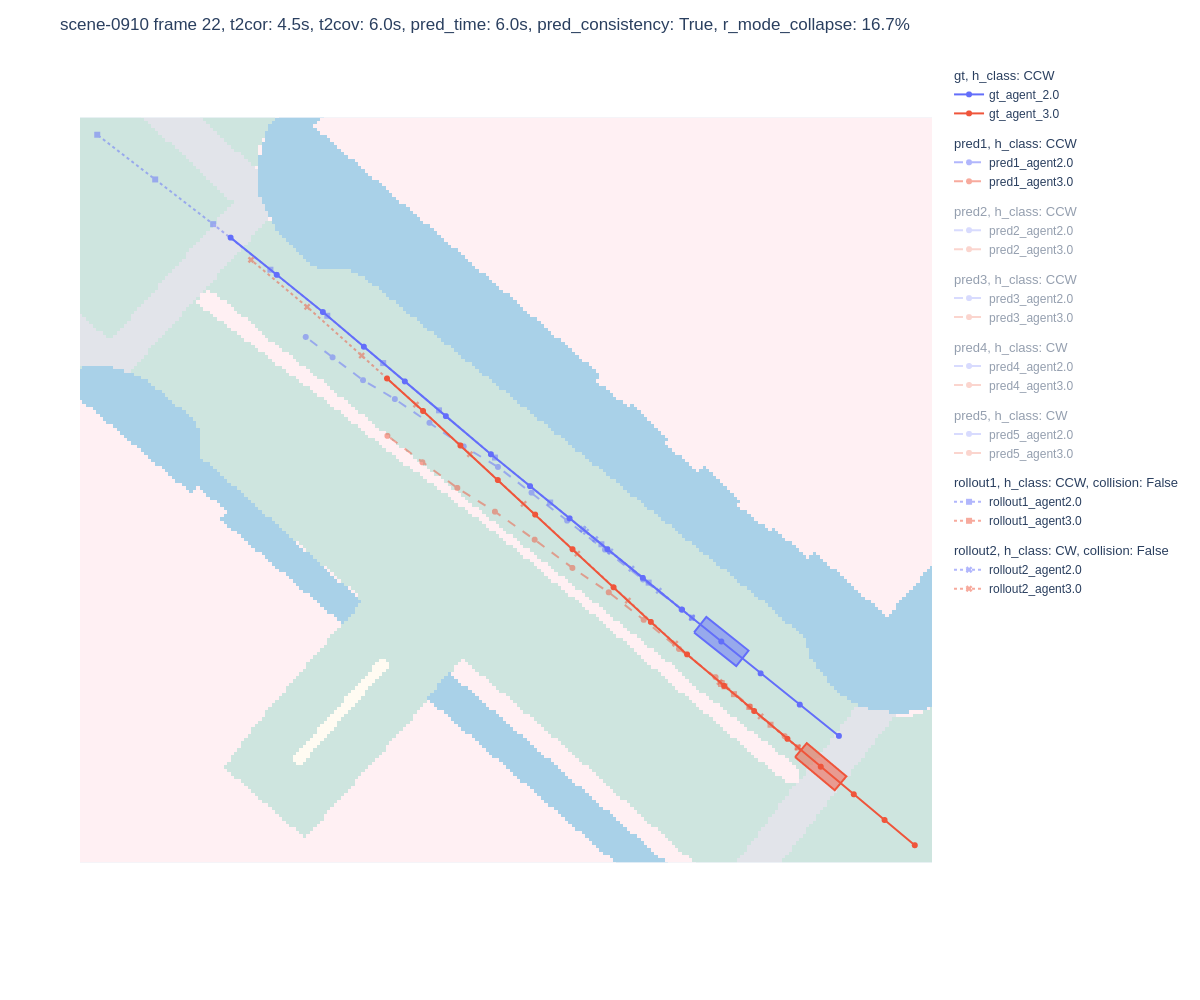 scene-0910 frame 22, t2cor: 4.5s, t2cov: 6.0s, pred_time: 6.0s, pred_consistency: True, r_mode_collapse: 16.7%
gt, h_class: CCW
gt_agent_2.0
gt_agent_3.0
pred1, h_class: CCW
pred1_agent2.0
pred1_agent3.0
pred2, h_class: CCW
pred2_agent2.0
pred2_agent3.0
pred3, h_class: CCW
pred3_agent2.0
pred3_agent3.0
pred4, h_class: CW
pred4_agent2.0
pred4_agent3.0
pred5, h_class: CW
pred5_agent2.0
pred5_agent3.0
rollout1, h_class: CCW, collision: False
rollout1_agent2.0
rollout1_agent3.0
rollout2, h_class: CW, collision: False
rollout2_agent2.0
rollout2_agent3.0